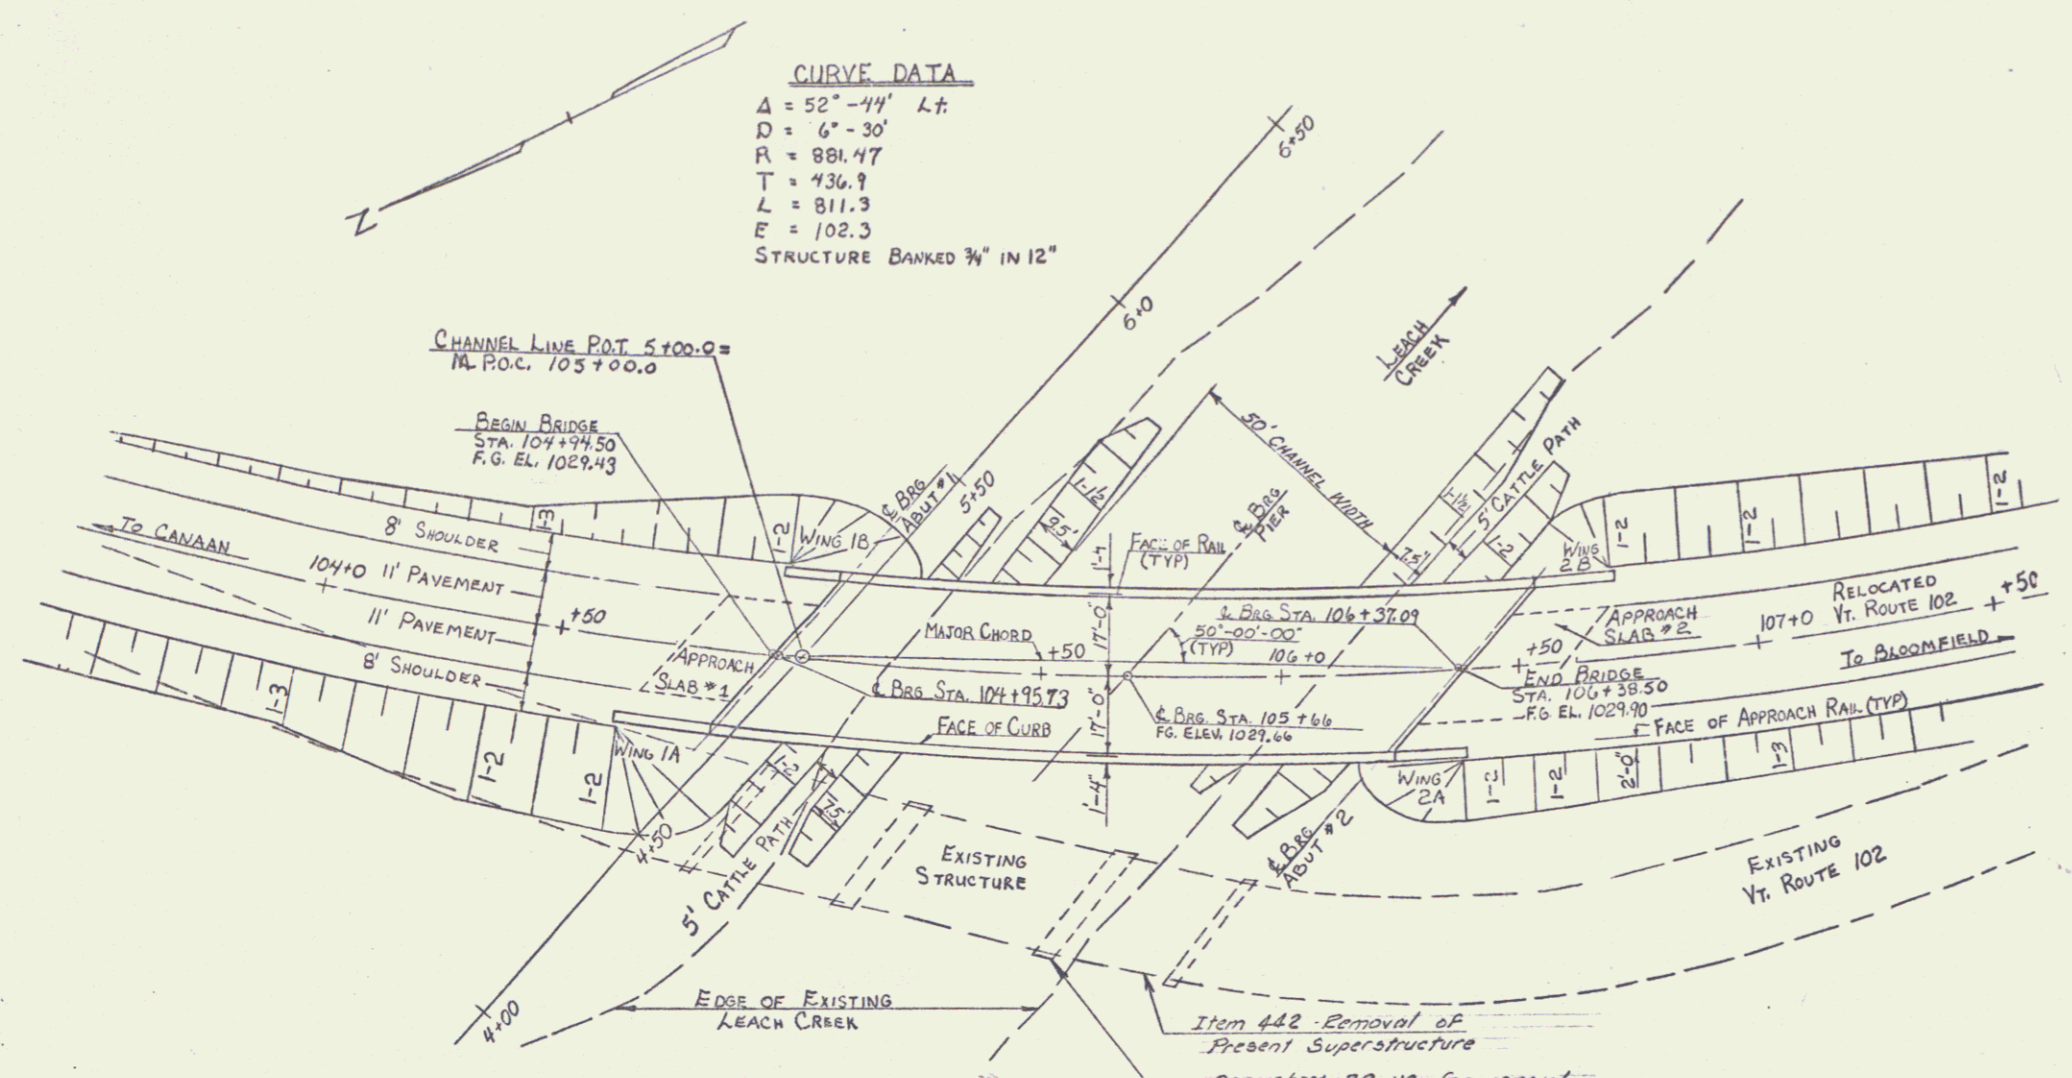 CURVE DATA
Δ = 52° -44' Lt.
D = 6° - 30'
R = 881.47
T = 436.9
L = 811.3
E = 102.3
STRUCTURE BANKED ¾" IN 12"
N
6+50
6+0
CHANNEL LINE P.O.T. 5+00.0 =
P.O.C. 105+00.0
BEGIN BRIDGE
STA. 104+94.50
F.G. EL. 1029.43
LEACH
CREEK
50' CHANNEL WIDTH
5' CATTLE PATH
1-1½
1-1½
9.5'
7.5'
1-2
℄ BRG
ABUT #1
5+50
℄ BRG
PIER
1-3
1-2
1-2
1-2
1-2
TO CANAAN
8' SHOULDER
WING 1B
FACE OF RAIL
(TYP)
1'-4
WING
2B
104+0
11' PAVEMENT
+50
11' PAVEMENT
8' SHOULDER
17'-0"
℄ BRG STA. 106+37.09
APPROACH
SLAB #2
RELOCATED
VT. ROUTE 102
+50
107+0
MAJOR CHORD
+50
50°-00'-00"
(TYP)
106+0
+50
TO BLOOMFIELD
APPROACH
SLAB #1
℄ BRG STA. 104+95.73
END BRIDGE
STA. 106+38.50
F.G. EL. 1029.90
17'-0"
℄ BRG. STA. 105+66
FG. ELEV. 1029.66
FACE OF CURB
FACE OF APPROACH RAIL (TYP)
1-3
1-2
1-2
WING 1A
1-2
7.5'
1'-4"
WING
2A
1-2
1-2
2'-0"
1-3
4+50
5' CATTLE PATH
EXISTING
STRUCTURE
℄ BRG
ABUT #2
EXISTING
VT. ROUTE 102
4+00
EDGE OF EXISTING
LEACH CREEK
Item 442 - Removal of
Present Superstructure